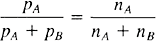 p_A / (p_A + p_B) = n_A / (n_A + n_B)